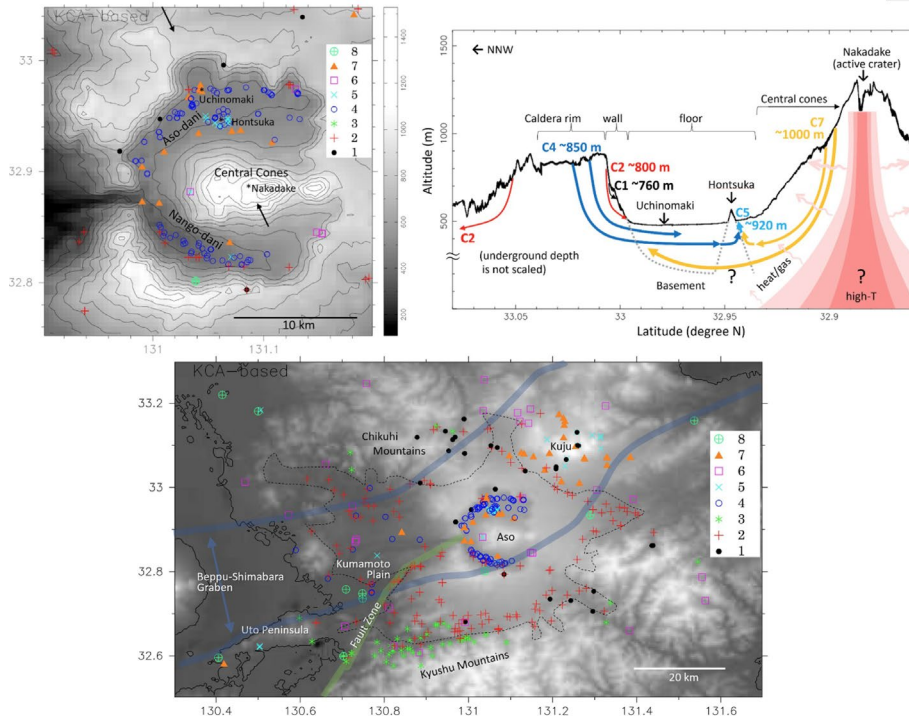 KCA-based
33
32.9
32.8
131
131.1
8
7
6
5
4
3
2
1
Uchinomaki
Hontsuka
Aso-dani
Central Cones
*Nakadake
Nango-dani
10 km
1400
1200
1000
800
600
400
200
← NNW
Nakadake
(active crater)
Central cones
Caldera rim
wall
floor
C7
~1000 m
C4 ~850 m
C2 ~800 m
C1 ~760 m
Uchinomaki
Hontsuka
C5
~920 m
C2
(underground depth
is not scaled)
Basement
?
heat/gas
?
high-T
Altitude (m)
1500
1000
500
33.05
33
32.95
32.9
Latitude (degree N)
KCA-based
33.2
33
32.8
32.6
Chikuhi
Mountains
Kuju
Aso
Beppu-Shimabara
Graben
Kumamoto
Plain
Uto Peninsula
Fault Zone
Kyushu Mountains
20 km
8
7
6
5
4
3
2
1
130.4
130.6
130.8
131
131.2
131.4
131.6